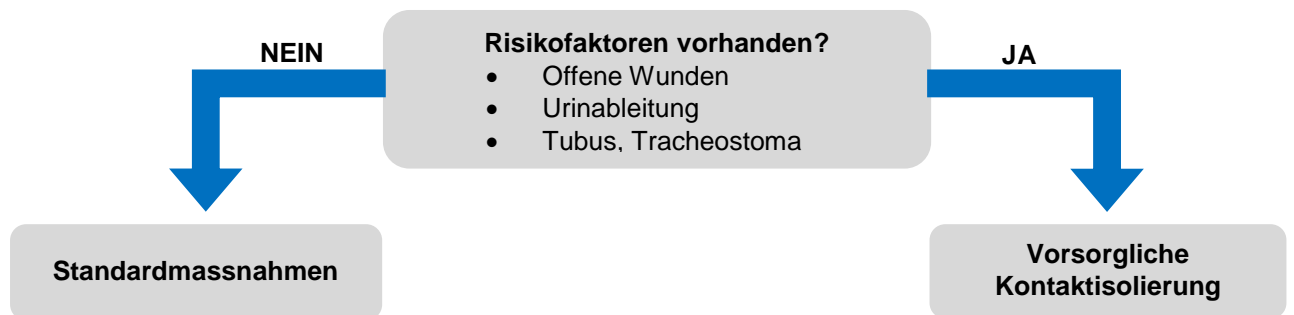 Risikofaktoren vorhanden?
NEIN
JA
• Offene Wunden
• Urinableitung
• Tubus, Tracheostoma
Standardmassnahmen
Vorsorgliche
Kontaktisolierung